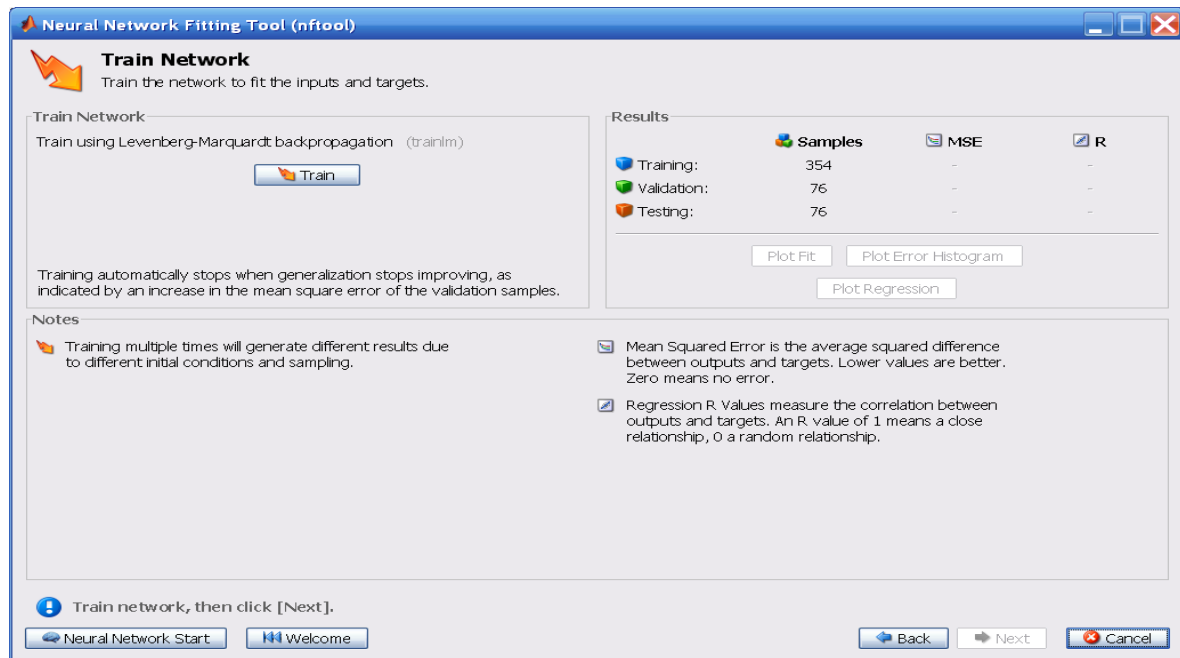 Neural Network Fitting Tool (nftool)
Train Network
Train the network to fit the inputs and targets.
Train Network
Train using Levenberg-Marquardt backpropagation (trainlm)
Train
Training automatically stops when generalization stops improving, as
indicated by an increase in the mean square error of the validation samples.
Results
Samples MSE R
Training: 354 - -
Validation: 76 - -
Testing: 76 - -
Plot Fit Plot Error Histogram
Plot Regression
Notes
Training multiple times will generate different results due
to different initial conditions and sampling.
Mean Squared Error is the average squared difference
between outputs and targets. Lower values are better.
Zero means no error.
Regression R Values measure the correlation between
outputs and targets. An R value of 1 means a close
relationship, 0 a random relationship.
Train network, then click [Next].
Neural Network Start Welcome Back Next Cancel